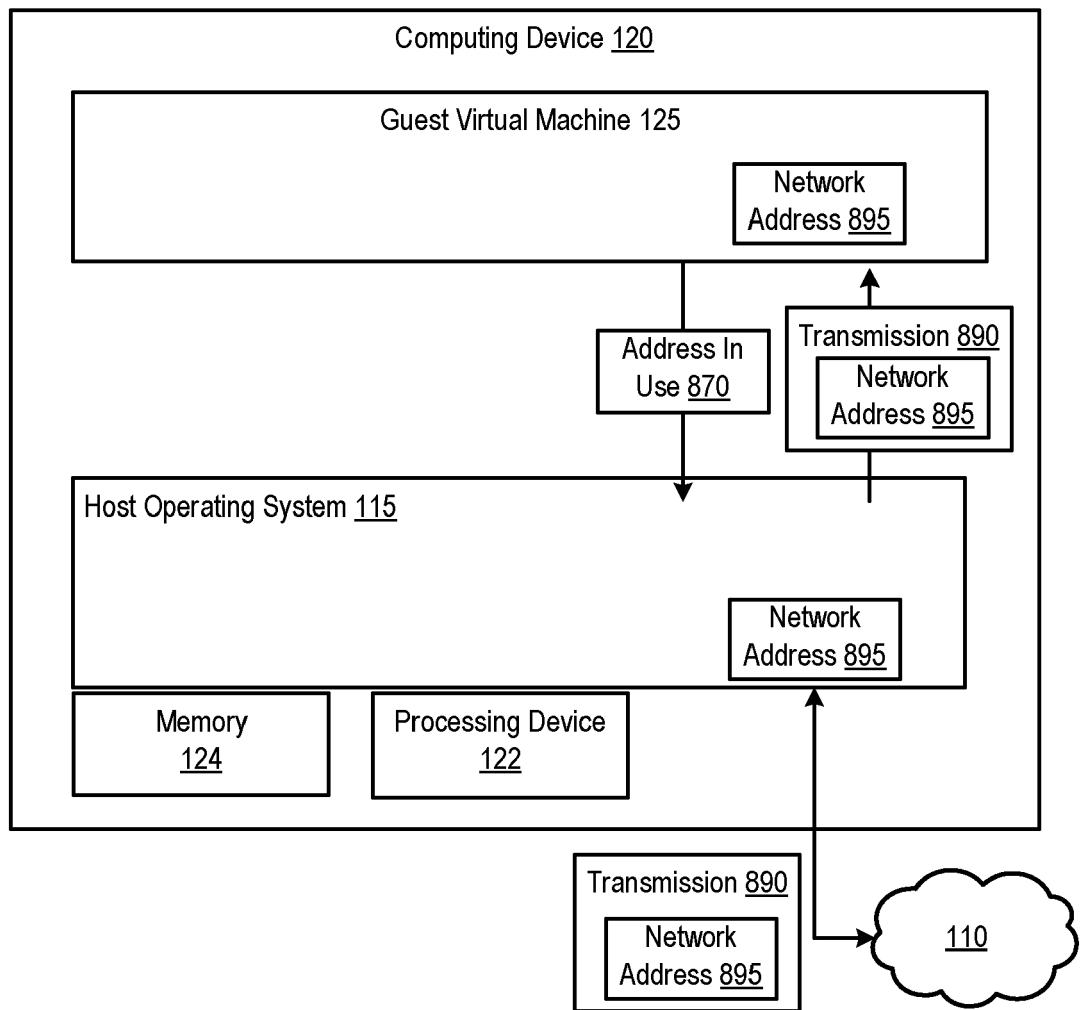 Computing Device 120
Guest Virtual Machine 125
Network
Address 895
Address In
Use 870
Transmission 890
Network
Address 895
Host Operating System 115
Network
Address 895
Memory
124
Processing Device
122
Transmission 890
Network
Address 895
110